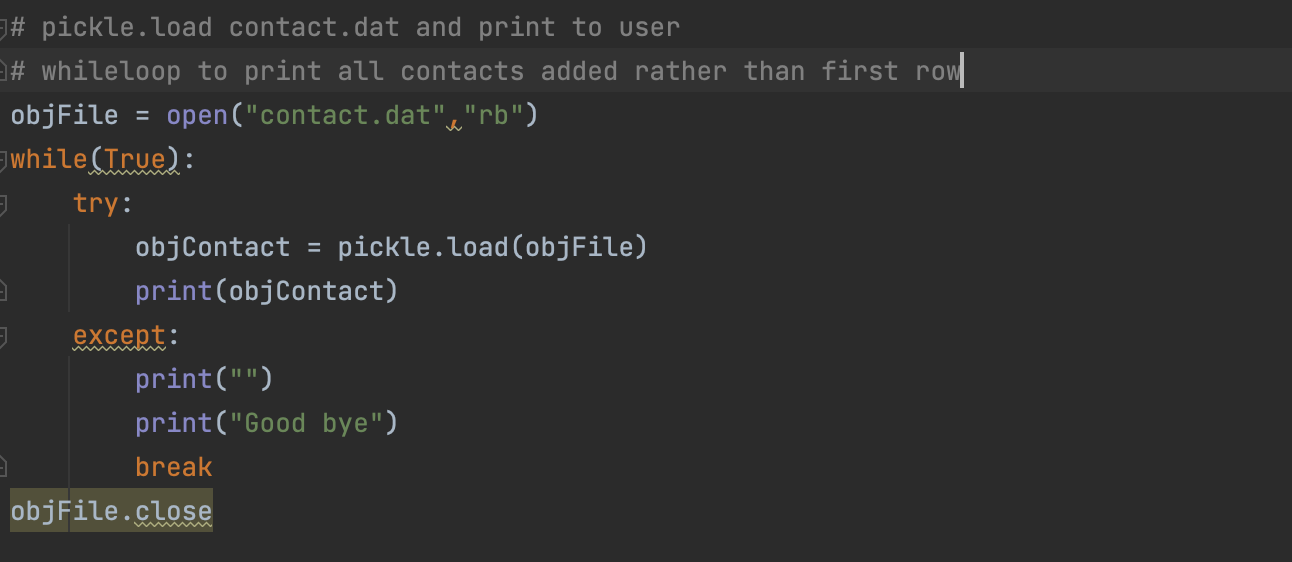 # pickle.load contact.dat and print to user
# whileloop to print all contacts added rather than first row
objFile = open("contact.dat","rb")
while(True):
    try:
        objContact = pickle.load(objFile)
        print(objContact)
    except:
        print("")
        print("Good bye")
        break
objFile.close